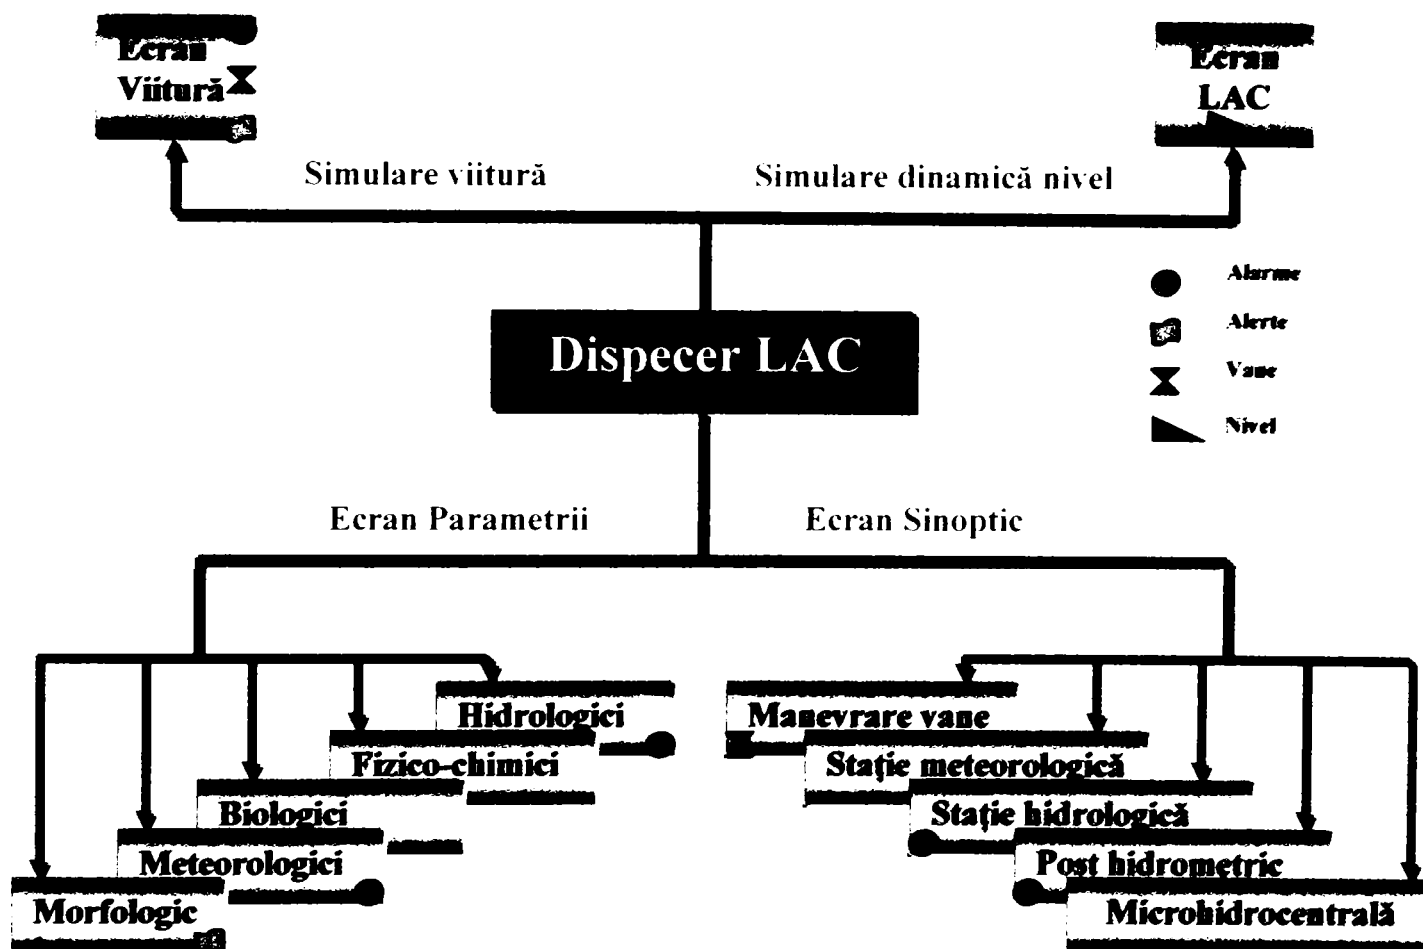 Ecran
Viitură
Ecran
LAC
Simulare viitură
Simulare dinamică nivel
Alarme
Alerte
Vane
Nivel
Dispecer LAC
Ecran Parametrii
Ecran Sinoptic
Hidrologici
Fizico-chimici
Biologici
Meteorologici
Morfologic
Manevrare vane
Stație meteorologică
Stație hidrologică
Post hidrometric
Microhidrocentrală